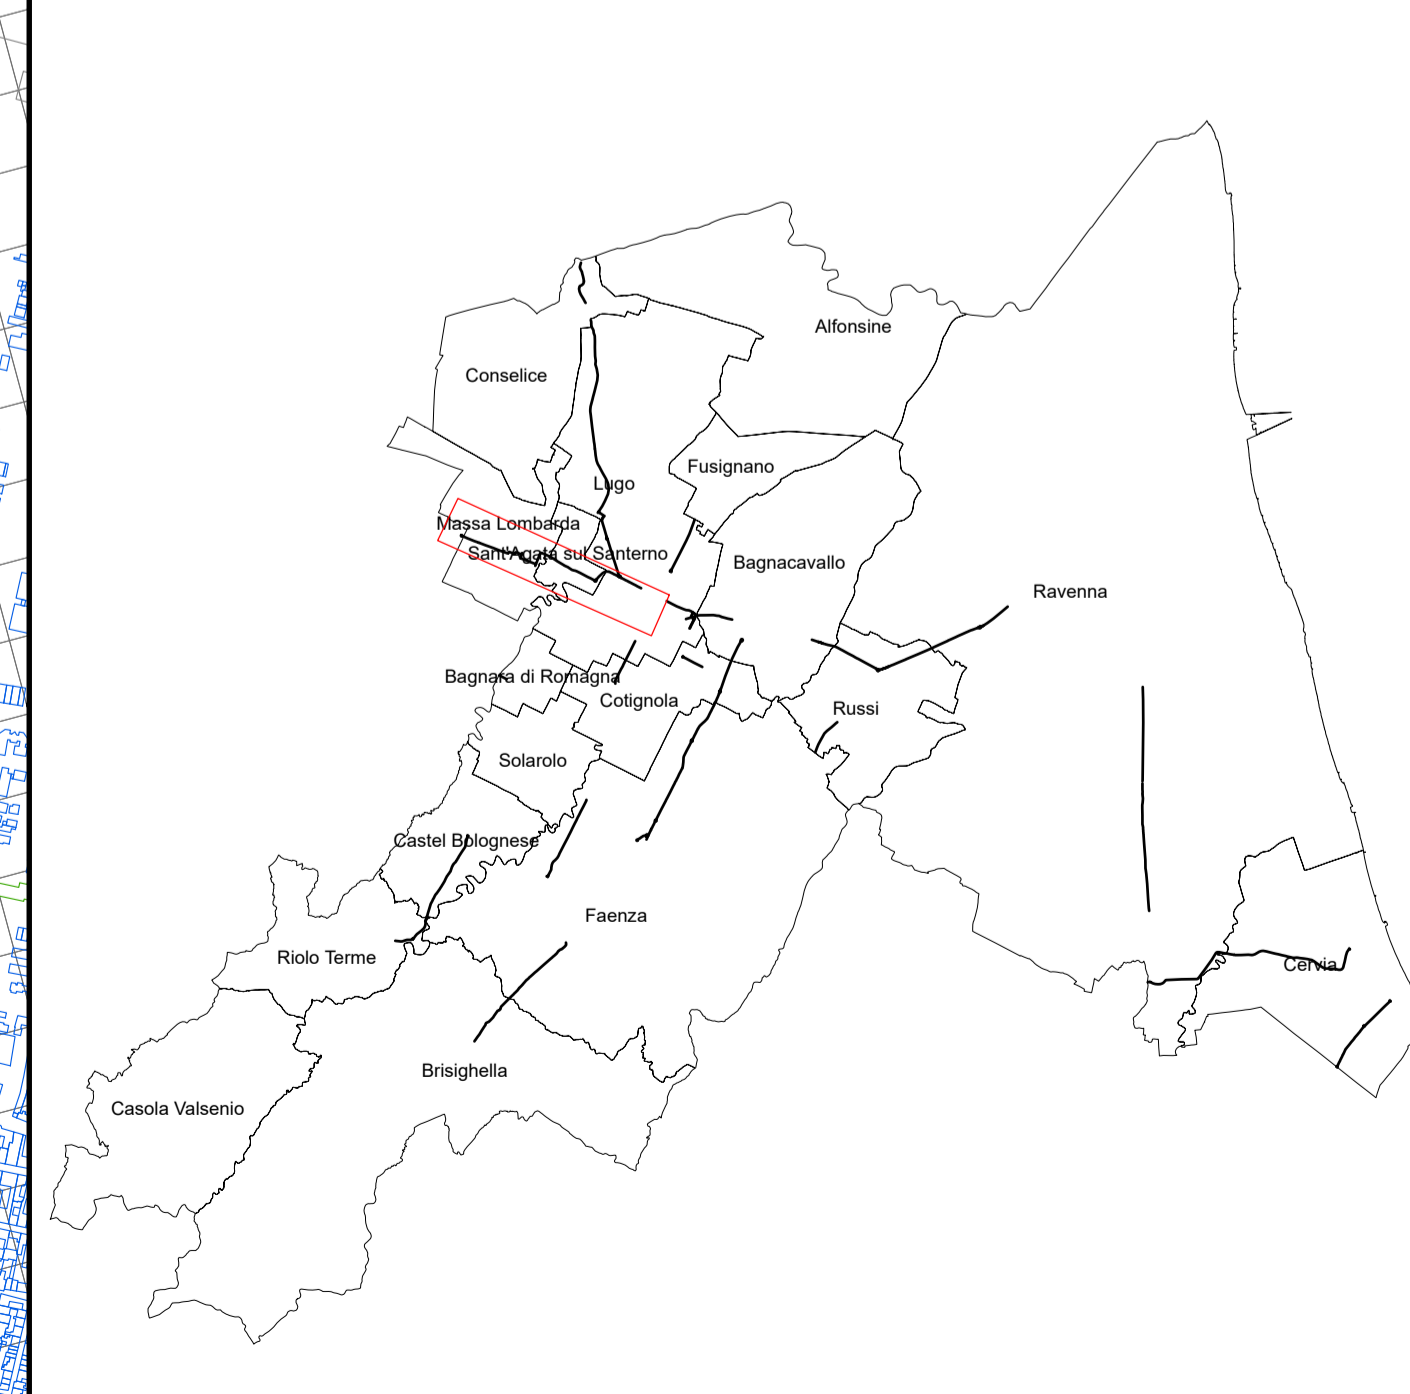 Alfonsine
Conselice
Fusignano
Lugo
Massa Lombarda
Sant'Agata sul Santerno
Bagnacavallo
Ravenna
Bagnara di Romagna
Cotignola
Russi
Solarolo
Castel Bolognese
Faenza
Riolo Terme
Cervia
Brisighella
Casola Valsenio